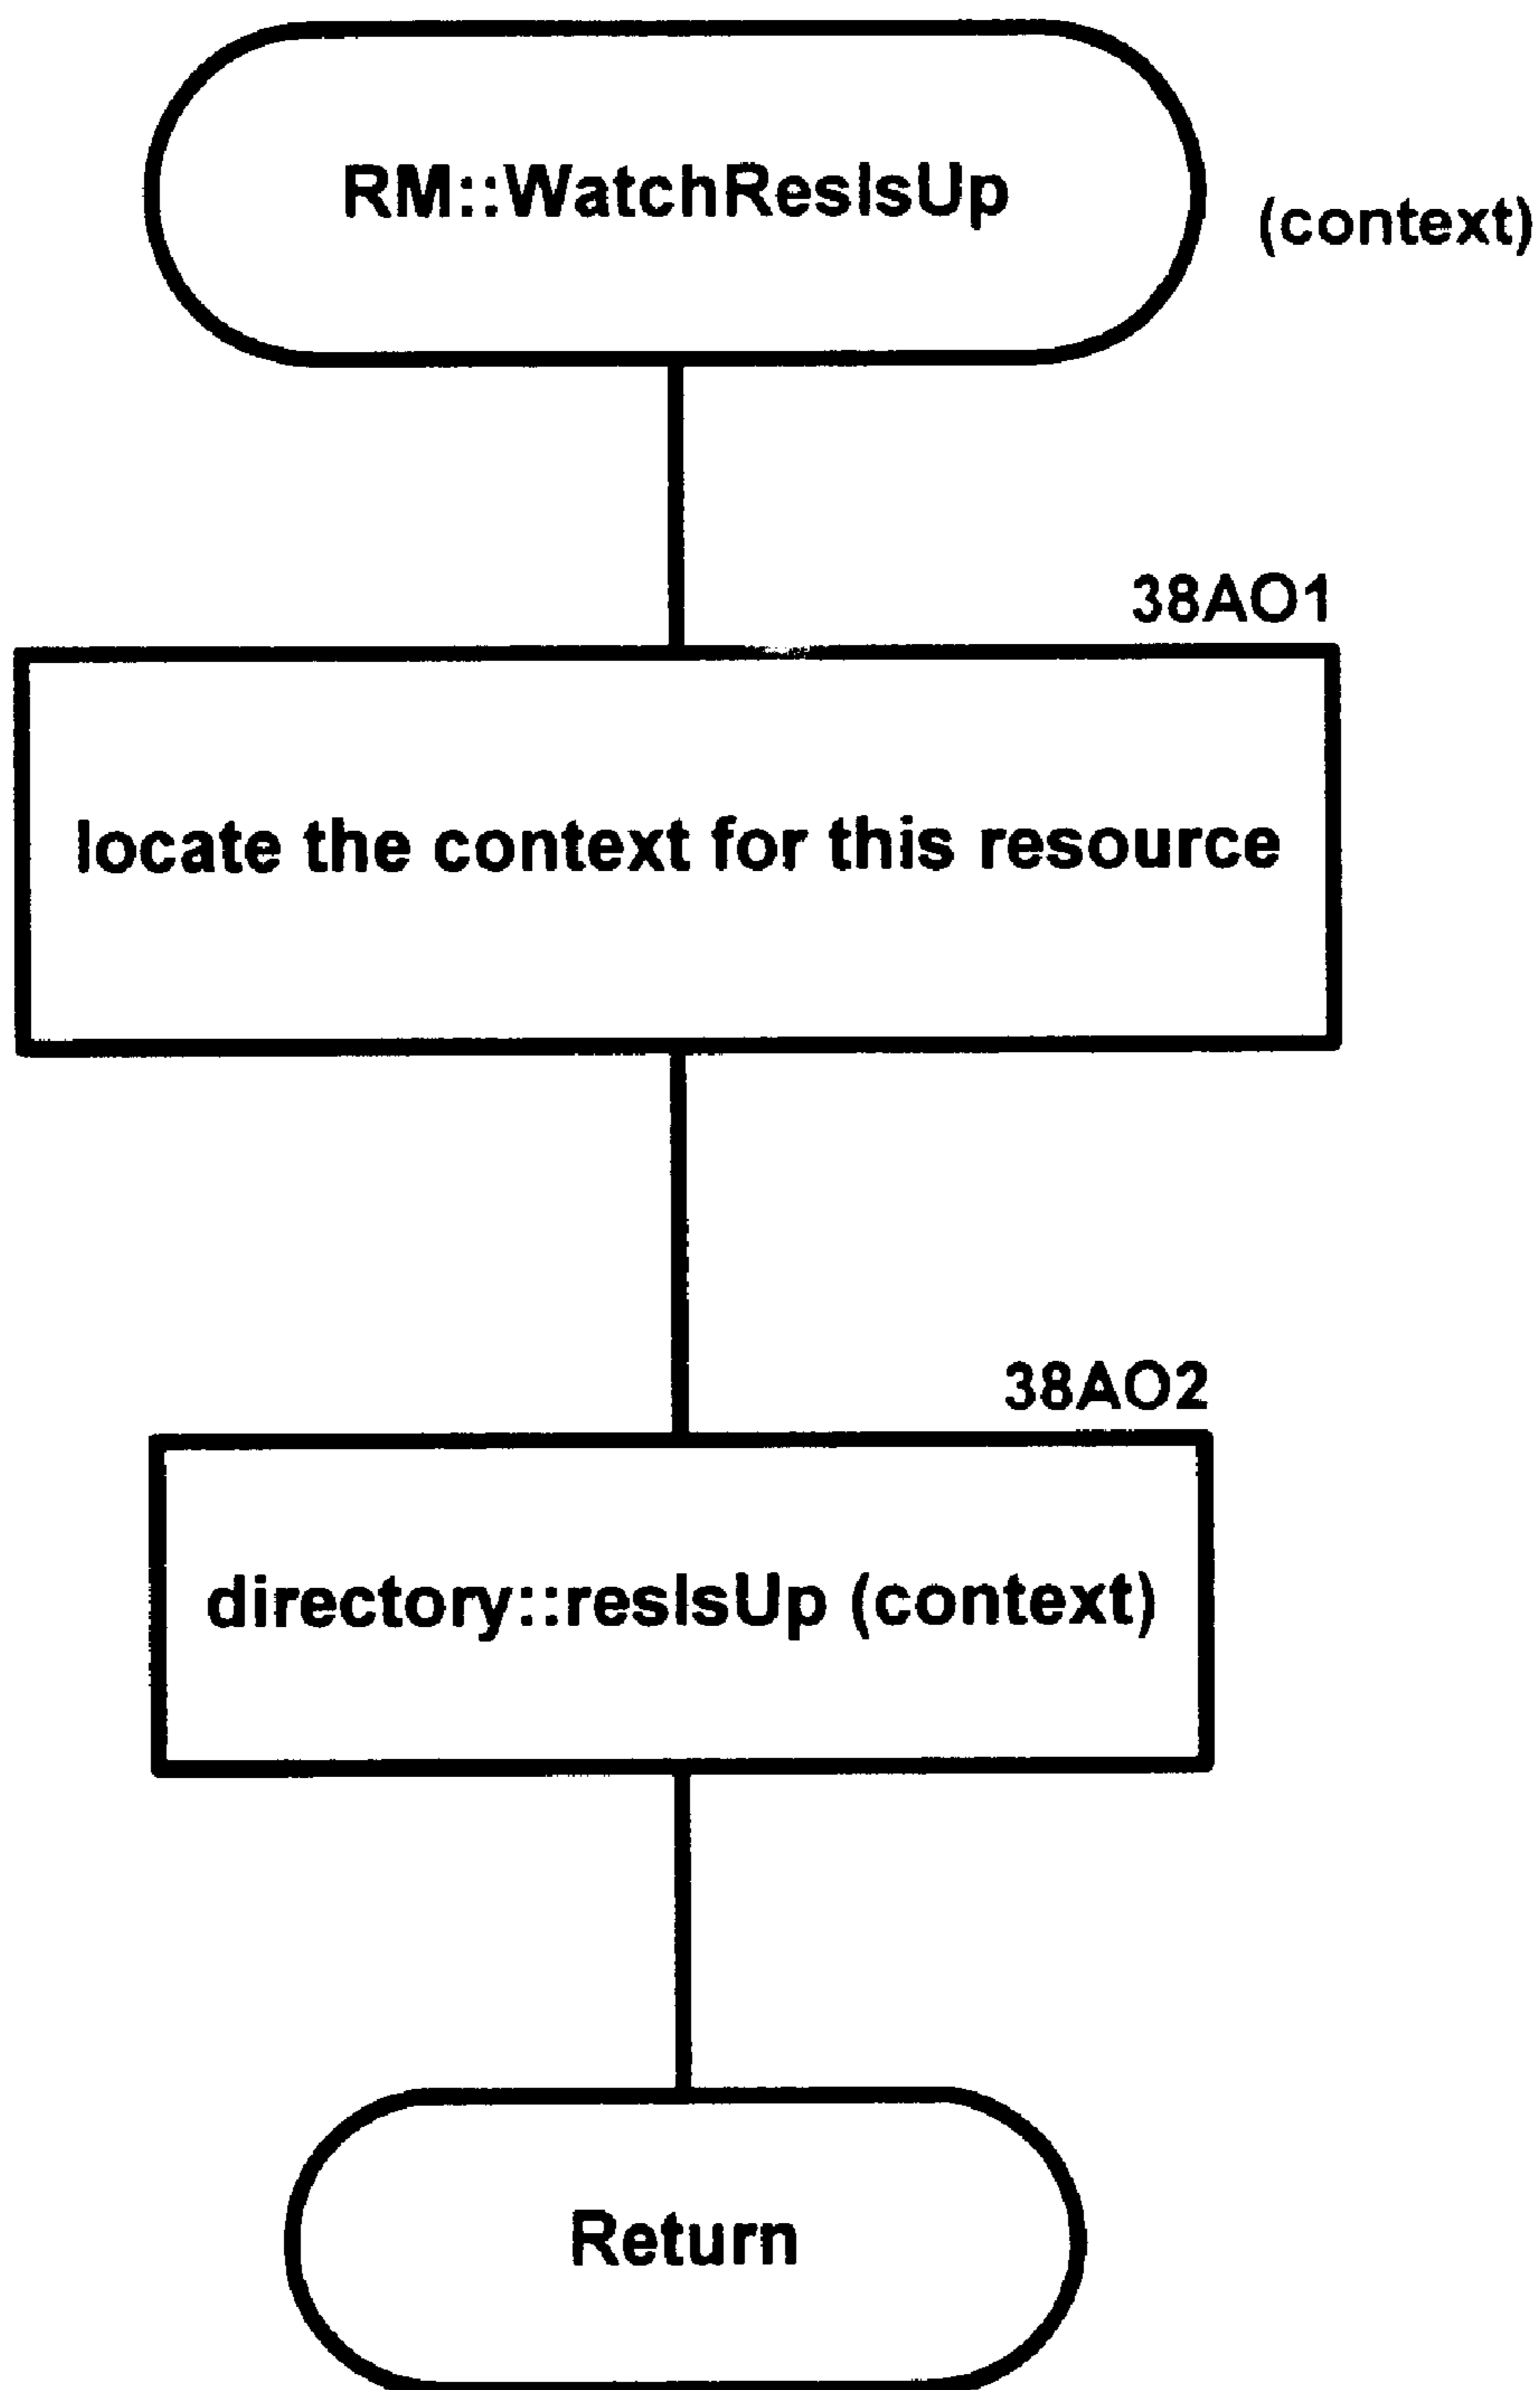 RM::WatchResIsUp
(context)
38AO1
locate the context for this resource
38AO2
directory::resIsUp (context)
Return